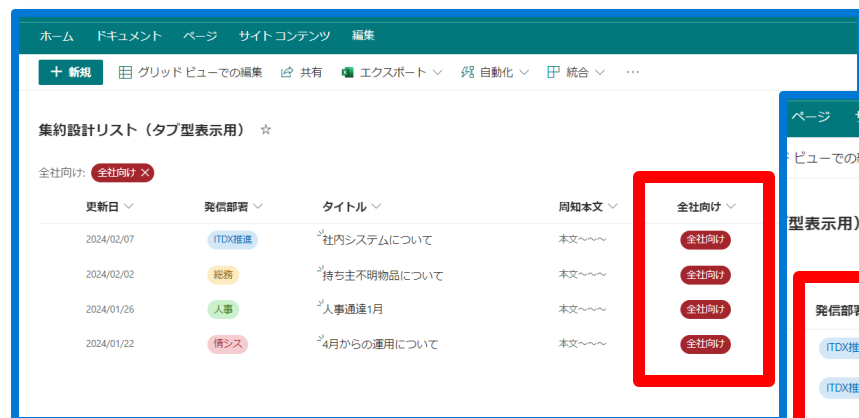 ホーム ドキュメント ページ サイト コンテンツ 編集
+ 新規 グリッド ビューでの編集 共有 エクスポート 自動化 統合 …
集約設計リスト（タブ型表示用） ☆
全社向け: 全社向け ×
更新日 発信部署 タイトル 周知本文 全社向け
2024/02/07 ITDX推進 社内システムについて 本文～～～ 全社向け
2024/02/02 総務 持ち主不明物品について 本文～～～ 全社向け
2024/01/26 人事 人事通達1月 本文～～～ 全社向け
2024/01/22 情シス 4月からの運用について 本文～～～ 全社向け
ページ
ビューでの
型表示用）
発信部署
ITDX推
ITDX推